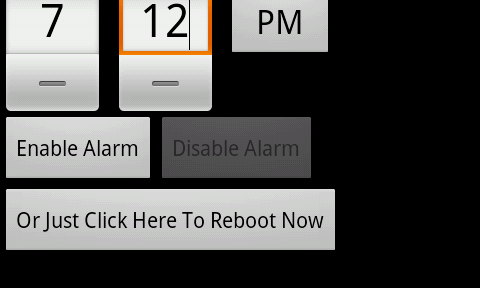 7 12 PM
Enable Alarm Disable Alarm
Or Just Click Here To Reboot Now